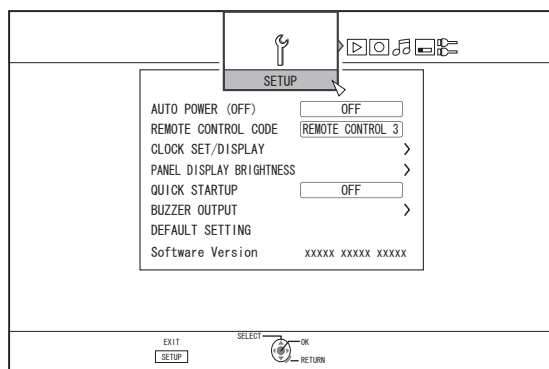 SETUP
AUTO POWER (OFF) OFF
REMOTE CONTROL CODE REMOTE CONTROL 3
CLOCK SET/DISPLAY
PANEL DISPLAY BRIGHTNESS
QUICK STARTUP OFF
BUZZER OUTPUT
DEFAULT SETTING
Software Version xxxxx xxxxx xxxxx
EXIT SELECT OK
SETUP RETURN